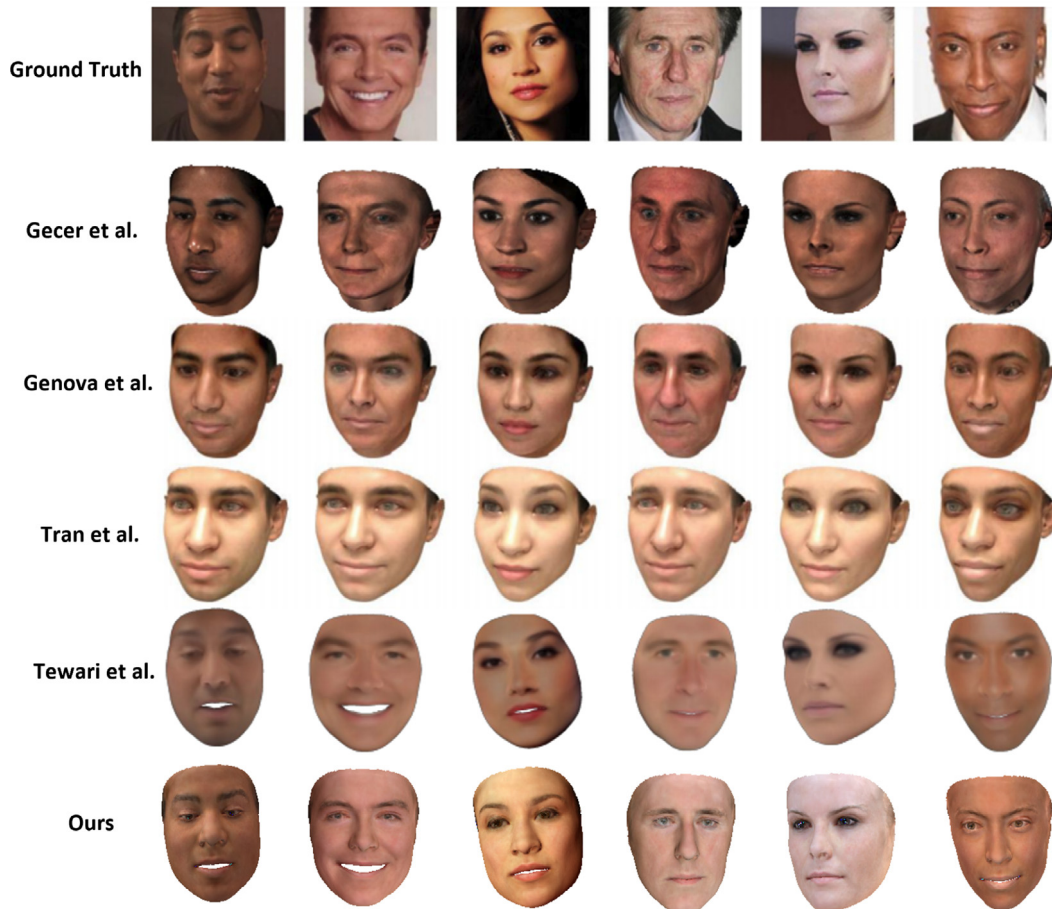 Ground Truth
Gecer et al.
Genova et al.
Tran et al.
Tewari et al.
Ours